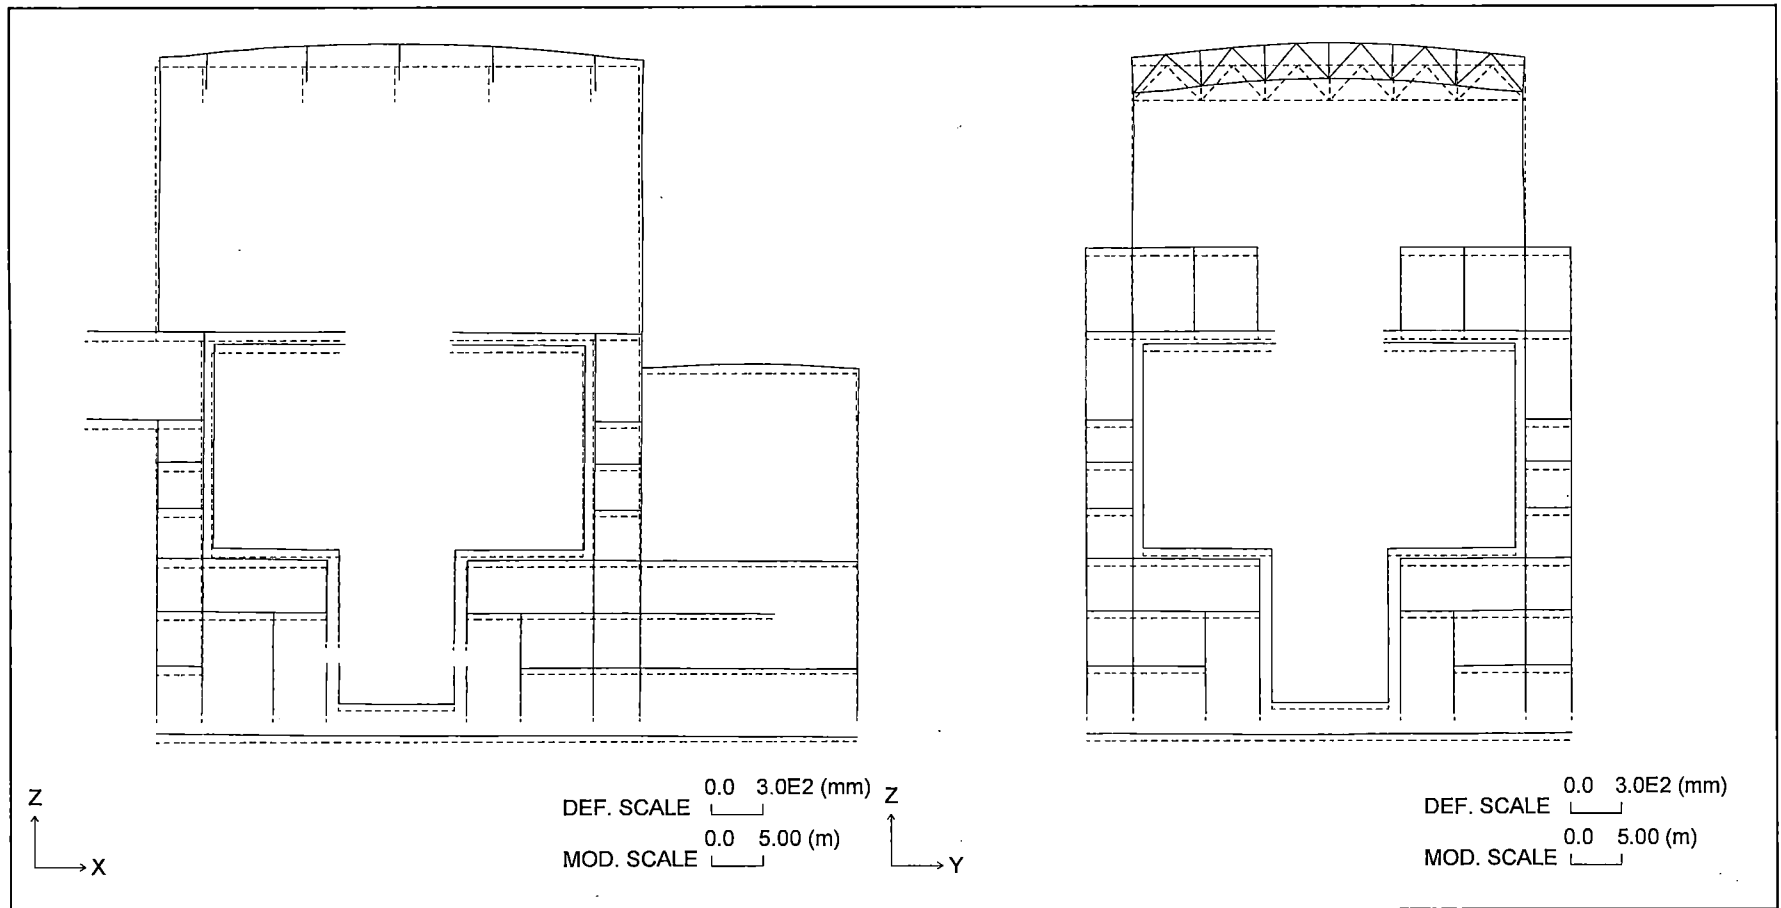 Z
X
0.0 3.0E2 (mm)
DEF. SCALE
0.0 5.00 (m)
MOD. SCALE
Z
Y
0.0 3.0E2 (mm)
DEF. SCALE
0.0 5.00 (m)
MOD. SCALE